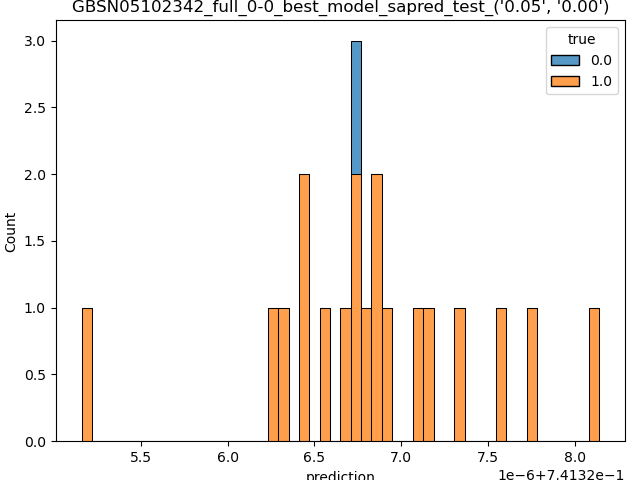 GBSN05102342_full_0-0_best_model_sapred_test_('0.05', '0.00')
true
0.0
1.0
3.0
2.5
2.0
1.5
1.0
0.5
0.0
Count
5.5 6.0 6.5 7.0 7.5 8.0
prediction
1e−6+7.4132e−1